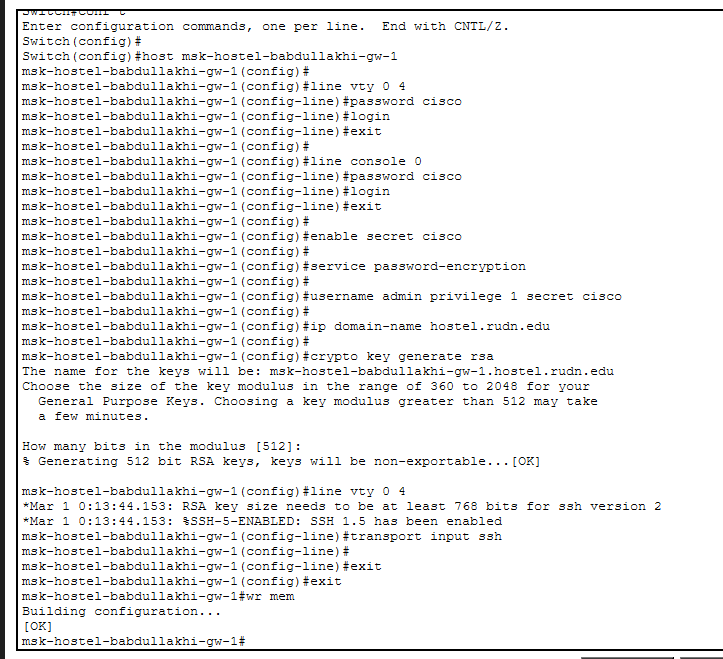 Switch#conf t
Enter configuration commands, one per line.  End with CNTL/Z.
Switch(config)#
Switch(config)#host msk-hostel-babdullakhi-gw-1
msk-hostel-babdullakhi-gw-1(config)#
msk-hostel-babdullakhi-gw-1(config)#line vty 0 4
msk-hostel-babdullakhi-gw-1(config-line)#password cisco
msk-hostel-babdullakhi-gw-1(config-line)#login
msk-hostel-babdullakhi-gw-1(config-line)#exit
msk-hostel-babdullakhi-gw-1(config)#
msk-hostel-babdullakhi-gw-1(config)#line console 0
msk-hostel-babdullakhi-gw-1(config-line)#password cisco
msk-hostel-babdullakhi-gw-1(config-line)#login
msk-hostel-babdullakhi-gw-1(config-line)#exit
msk-hostel-babdullakhi-gw-1(config)#
msk-hostel-babdullakhi-gw-1(config)#enable secret cisco
msk-hostel-babdullakhi-gw-1(config)#
msk-hostel-babdullakhi-gw-1(config)#service password-encryption
msk-hostel-babdullakhi-gw-1(config)#
msk-hostel-babdullakhi-gw-1(config)#username admin privilege 1 secret cisco
msk-hostel-babdullakhi-gw-1(config)#
msk-hostel-babdullakhi-gw-1(config)#ip domain-name hostel.rudn.edu
msk-hostel-babdullakhi-gw-1(config)#
msk-hostel-babdullakhi-gw-1(config)#crypto key generate rsa
The name for the keys will be: msk-hostel-babdullakhi-gw-1.hostel.rudn.edu
Choose the size of the key modulus in the range of 360 to 2048 for your
  General Purpose Keys. Choosing a key modulus greater than 512 may take
  a few minutes.

How many bits in the modulus [512]:
% Generating 512 bit RSA keys, keys will be non-exportable...[OK]

msk-hostel-babdullakhi-gw-1(config)#line vty 0 4
*Mar 1 0:13:44.153: RSA key size needs to be at least 768 bits for ssh version 2
*Mar 1 0:13:44.153: %SSH-5-ENABLED: SSH 1.5 has been enabled
msk-hostel-babdullakhi-gw-1(config-line)#transport input ssh
msk-hostel-babdullakhi-gw-1(config-line)#
msk-hostel-babdullakhi-gw-1(config-line)#exit
msk-hostel-babdullakhi-gw-1(config)#exit
msk-hostel-babdullakhi-gw-1#wr mem
Building configuration...
[OK]
msk-hostel-babdullakhi-gw-1#